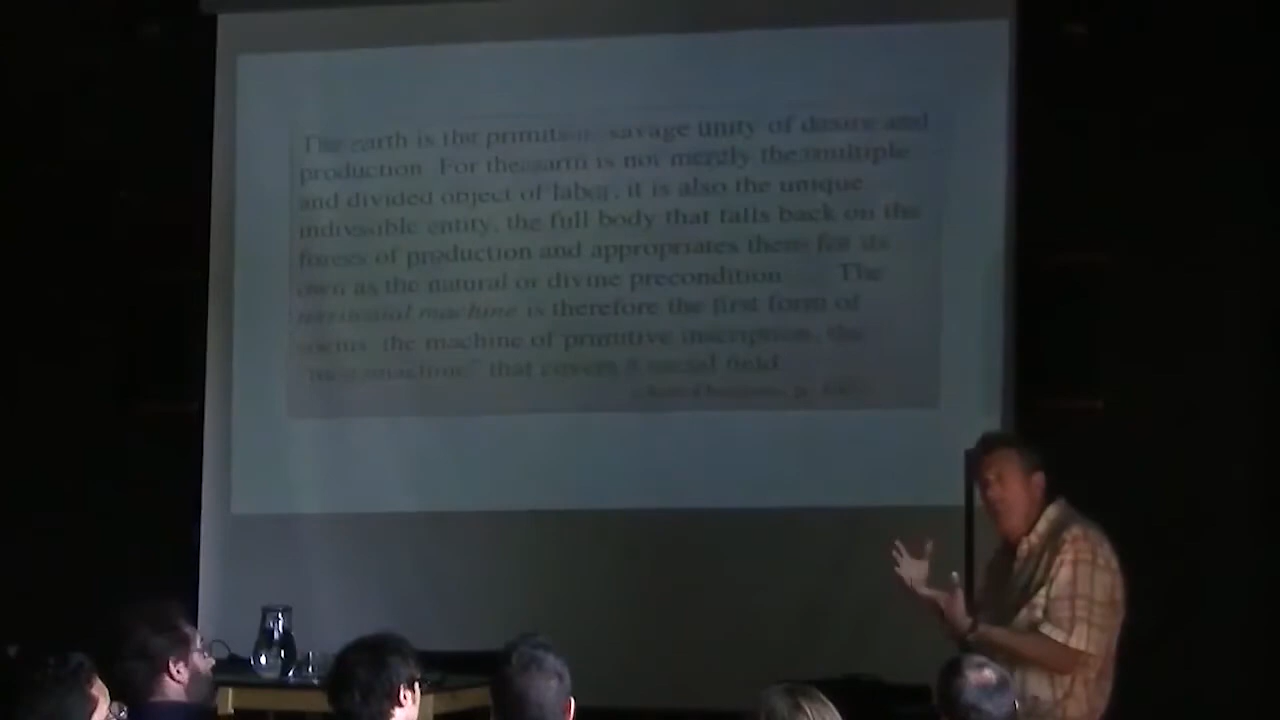 The earth is the primitive, savage unity of desire and
production. For the earth is not merely the multiple
and divided object of labor, it is also the unique
indivisible entity, the full body that falls back on the
forces of production and appropriates them for its
own as the natural or divine precondition. The
territorial machine is therefore the first form of
socius, the machine of primitive inscription, the
"megamachine" that covers a social field.